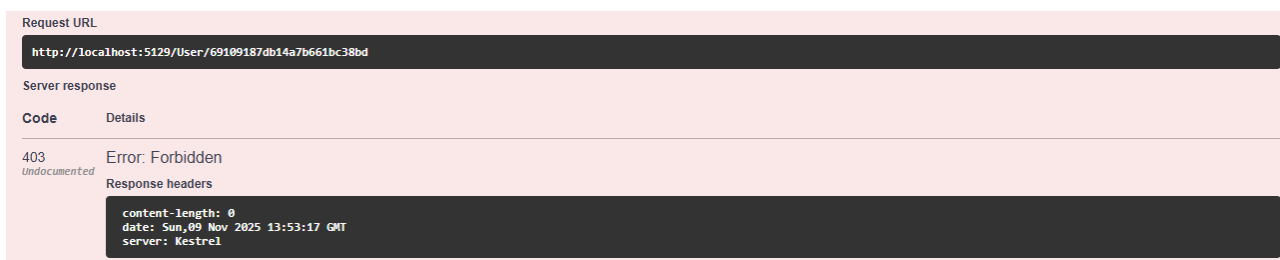 Request URL
http://localhost:5129/User/69109187db14a7b661bc38bd
Server response
Code Details
403 Error: Forbidden
Undocumented
Response headers
content-length: 0
date: Sun,09 Nov 2025 13:53:17 GMT
server: Kestrel